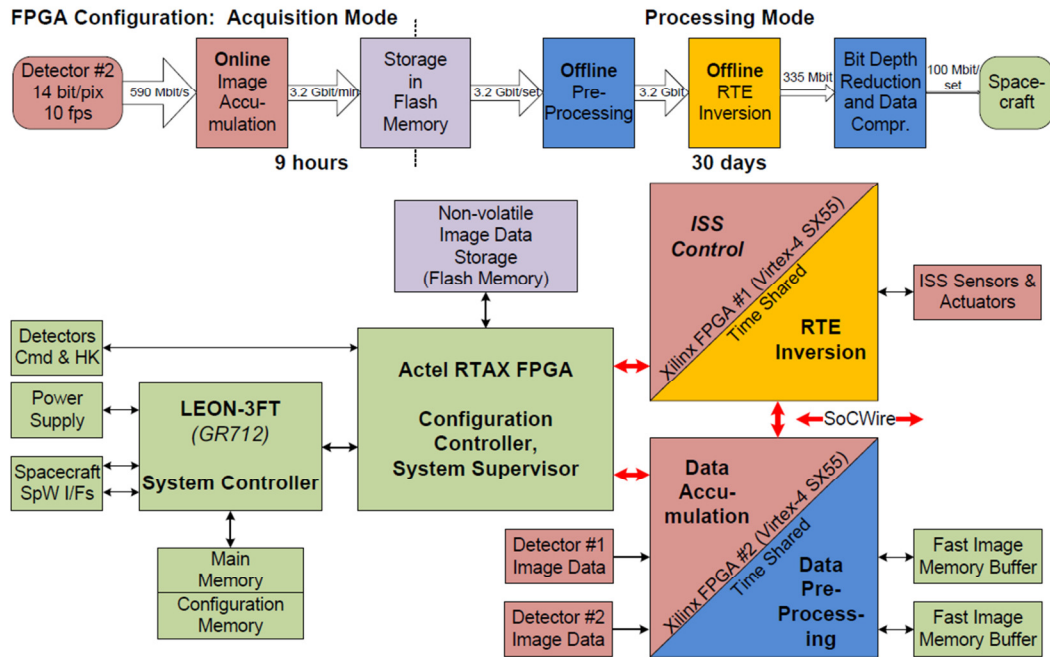 FPGA Configuration: Acquisition Mode
Processing Mode
Detector #2
14 bit/pix
10 fps
590 Mbit/s
Online
Image
Accu-
mulation
3.2 Gbit/min
Storage
in
Flash
Memory
3.2 Gbit/set
Offline
Pre-
Processing
3.2 Gbit
Offline
RTE
Inversion
335 Mbit
Bit Depth
Reduction
and Data
Compr.
100 Mbit/
set
Space-
craft
9 hours
30 days
Non-volatile
Image Data
Storage
(Flash Memory)
ISS
Control
Xilinx FPGA #1 (Virtex-4 SX55)
Time Shared
RTE
Inversion
ISS Sensors &
Actuators
Detectors
Cmd & HK
Power
Supply
Spacecraft
SpW I/Fs
LEON-3FT
(GR712)
System Controller
Actel RTAX FPGA
Configuration
Controller,
System Supervisor
SoCWire
Main
Memory
Configuration
Memory
Data
Accu-
mulation
Xilinx FPGA #2 (Virtex-4 SX55)
Time Shared
Data
Pre-
Process-
ing
Detector #1
Image Data
Detector #2
Image Data
Fast Image
Memory Buffer
Fast Image
Memory Buffer